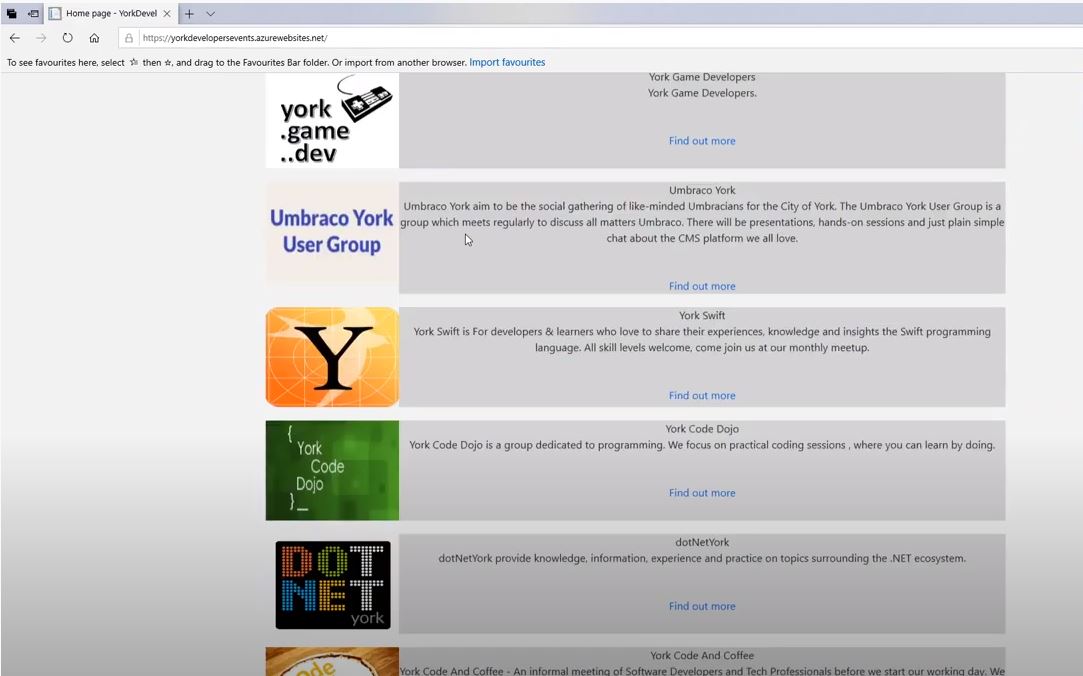 Home page - YorkDevel
https://yorkdevelopersevents.azurewebsites.net/
To see favourites here, select ☆ then ☆, and drag to the Favourites Bar folder. Or import from another browser. Import favourites
york
.game
..dev
York Game Developers
York Game Developers.
Find out more
Umbraco York
User Group
Umbraco York
Umbraco York aim to be the social gathering of like-minded Umbracians for the City of York. The Umbraco York User Group is a
group which meets regularly to discuss all matters Umbraco. There will be presentations, hands-on sessions and just plain simple
chat about the CMS platform we all love.
Find out more
Y
York Swift
York Swift is For developers & learners who love to share their experiences, knowledge and insights the Swift programming
language. All skill levels welcome, come join us at our monthly meetup.
Find out more
{
York
Code
Dojo
}_
York Code Dojo
York Code Dojo is a group dedicated to programming. We focus on practical coding sessions , where you can learn by doing.
Find out more
DOT
NET
york
dotNetYork
dotNetYork provide knowledge, information, experience and practice on topics surrounding the .NET ecosystem.
Find out more
Code
York Code And Coffee
York Code And Coffee - An informal meeting of Software Developers and Tech Professionals before we start our working day. We